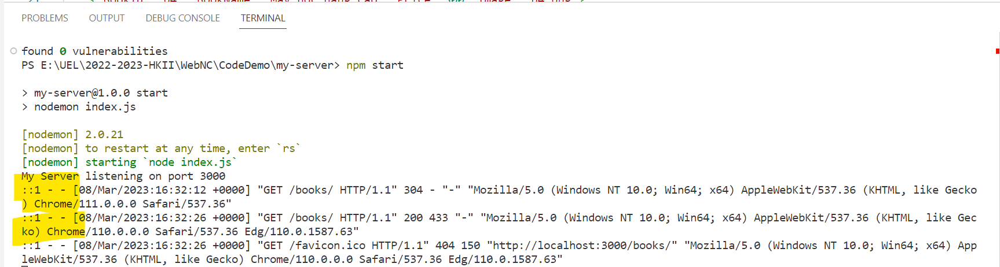 PROBLEMS OUTPUT DEBUG CONSOLE TERMINAL
found 0 vulnerabilities
PS E:\UEL\2022-2023-HKII\WebNC\CodeDemo\my-server> npm start
> my-server@1.0.0 start
> nodemon index.js
[nodemon] 2.0.21
[nodemon] to restart at any time, enter `rs`
[nodemon] starting `node index.js`
My Server listening on port 3000
::1 - - [08/Mar/2023:16:32:12 +0000] "GET /books/ HTTP/1.1" 304 - "-" "Mozilla/5.0 (Windows NT 10.0; Win64; x64) AppleWebKit/537.36 (KHTML, like Gecko
) Chrome/111.0.0.0 Safari/537.36"
::1 - - [08/Mar/2023:16:32:26 +0000] "GET /books/ HTTP/1.1" 200 433 "-" "Mozilla/5.0 (Windows NT 10.0; Win64; x64) AppleWebKit/537.36 (KHTML, like Gec
ko) Chrome/110.0.0.0 Safari/537.36 Edg/110.0.1587.63"
::1 - - [08/Mar/2023:16:32:26 +0000] "GET /favicon.ico HTTP/1.1" 404 150 "http://localhost:3000/books/" "Mozilla/5.0 (Windows NT 10.0; Win64; x64) App
leWebKit/537.36 (KHTML, like Gecko) Chrome/110.0.0.0 Safari/537.36 Edg/110.0.1587.63"